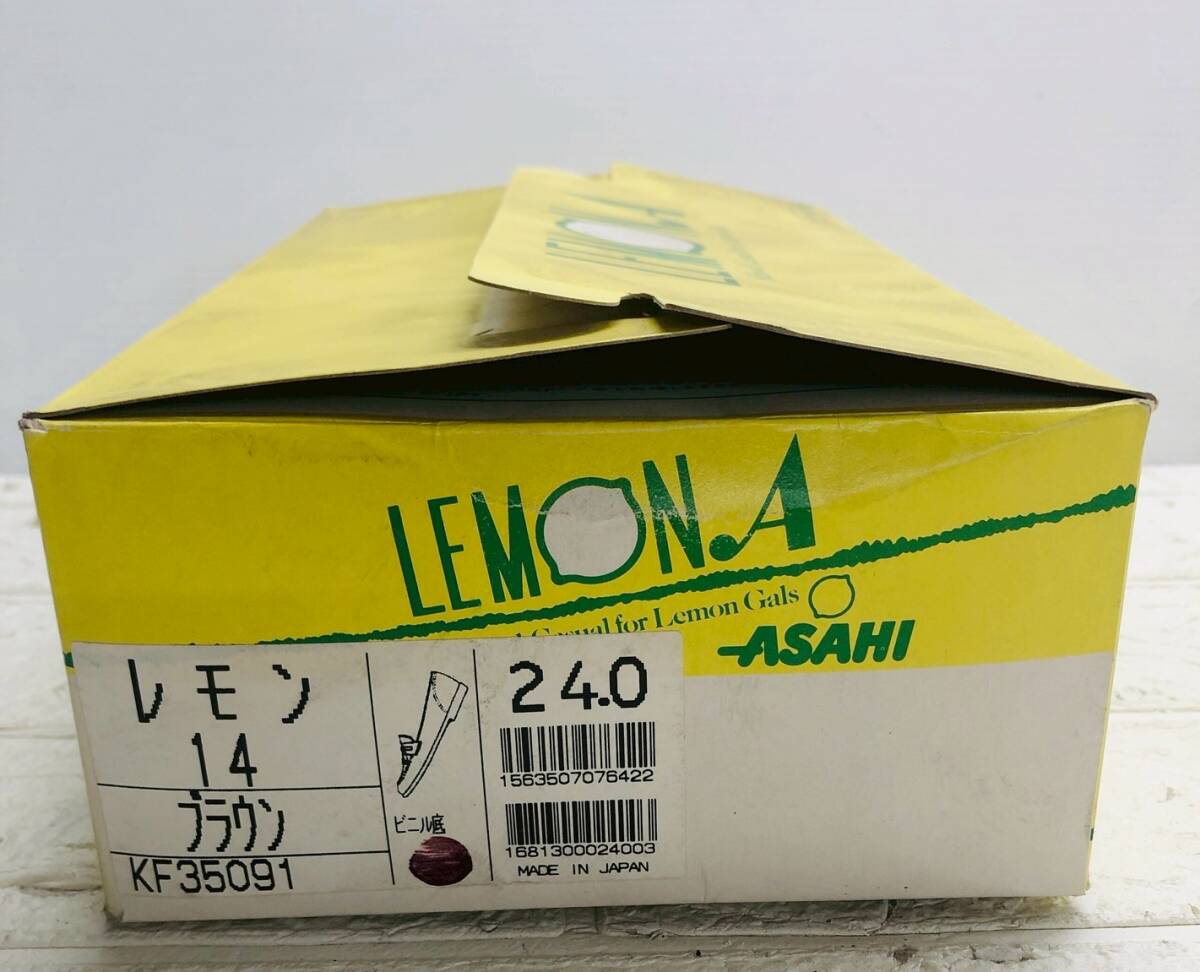 LEMON.A
LEMON.A
Casual for Lemon Gals
ASAHI
レモン
14
ブラウン
KF35091
ビニル底
24.0
1563507076422
1681300024003
MADE IN JAPAN